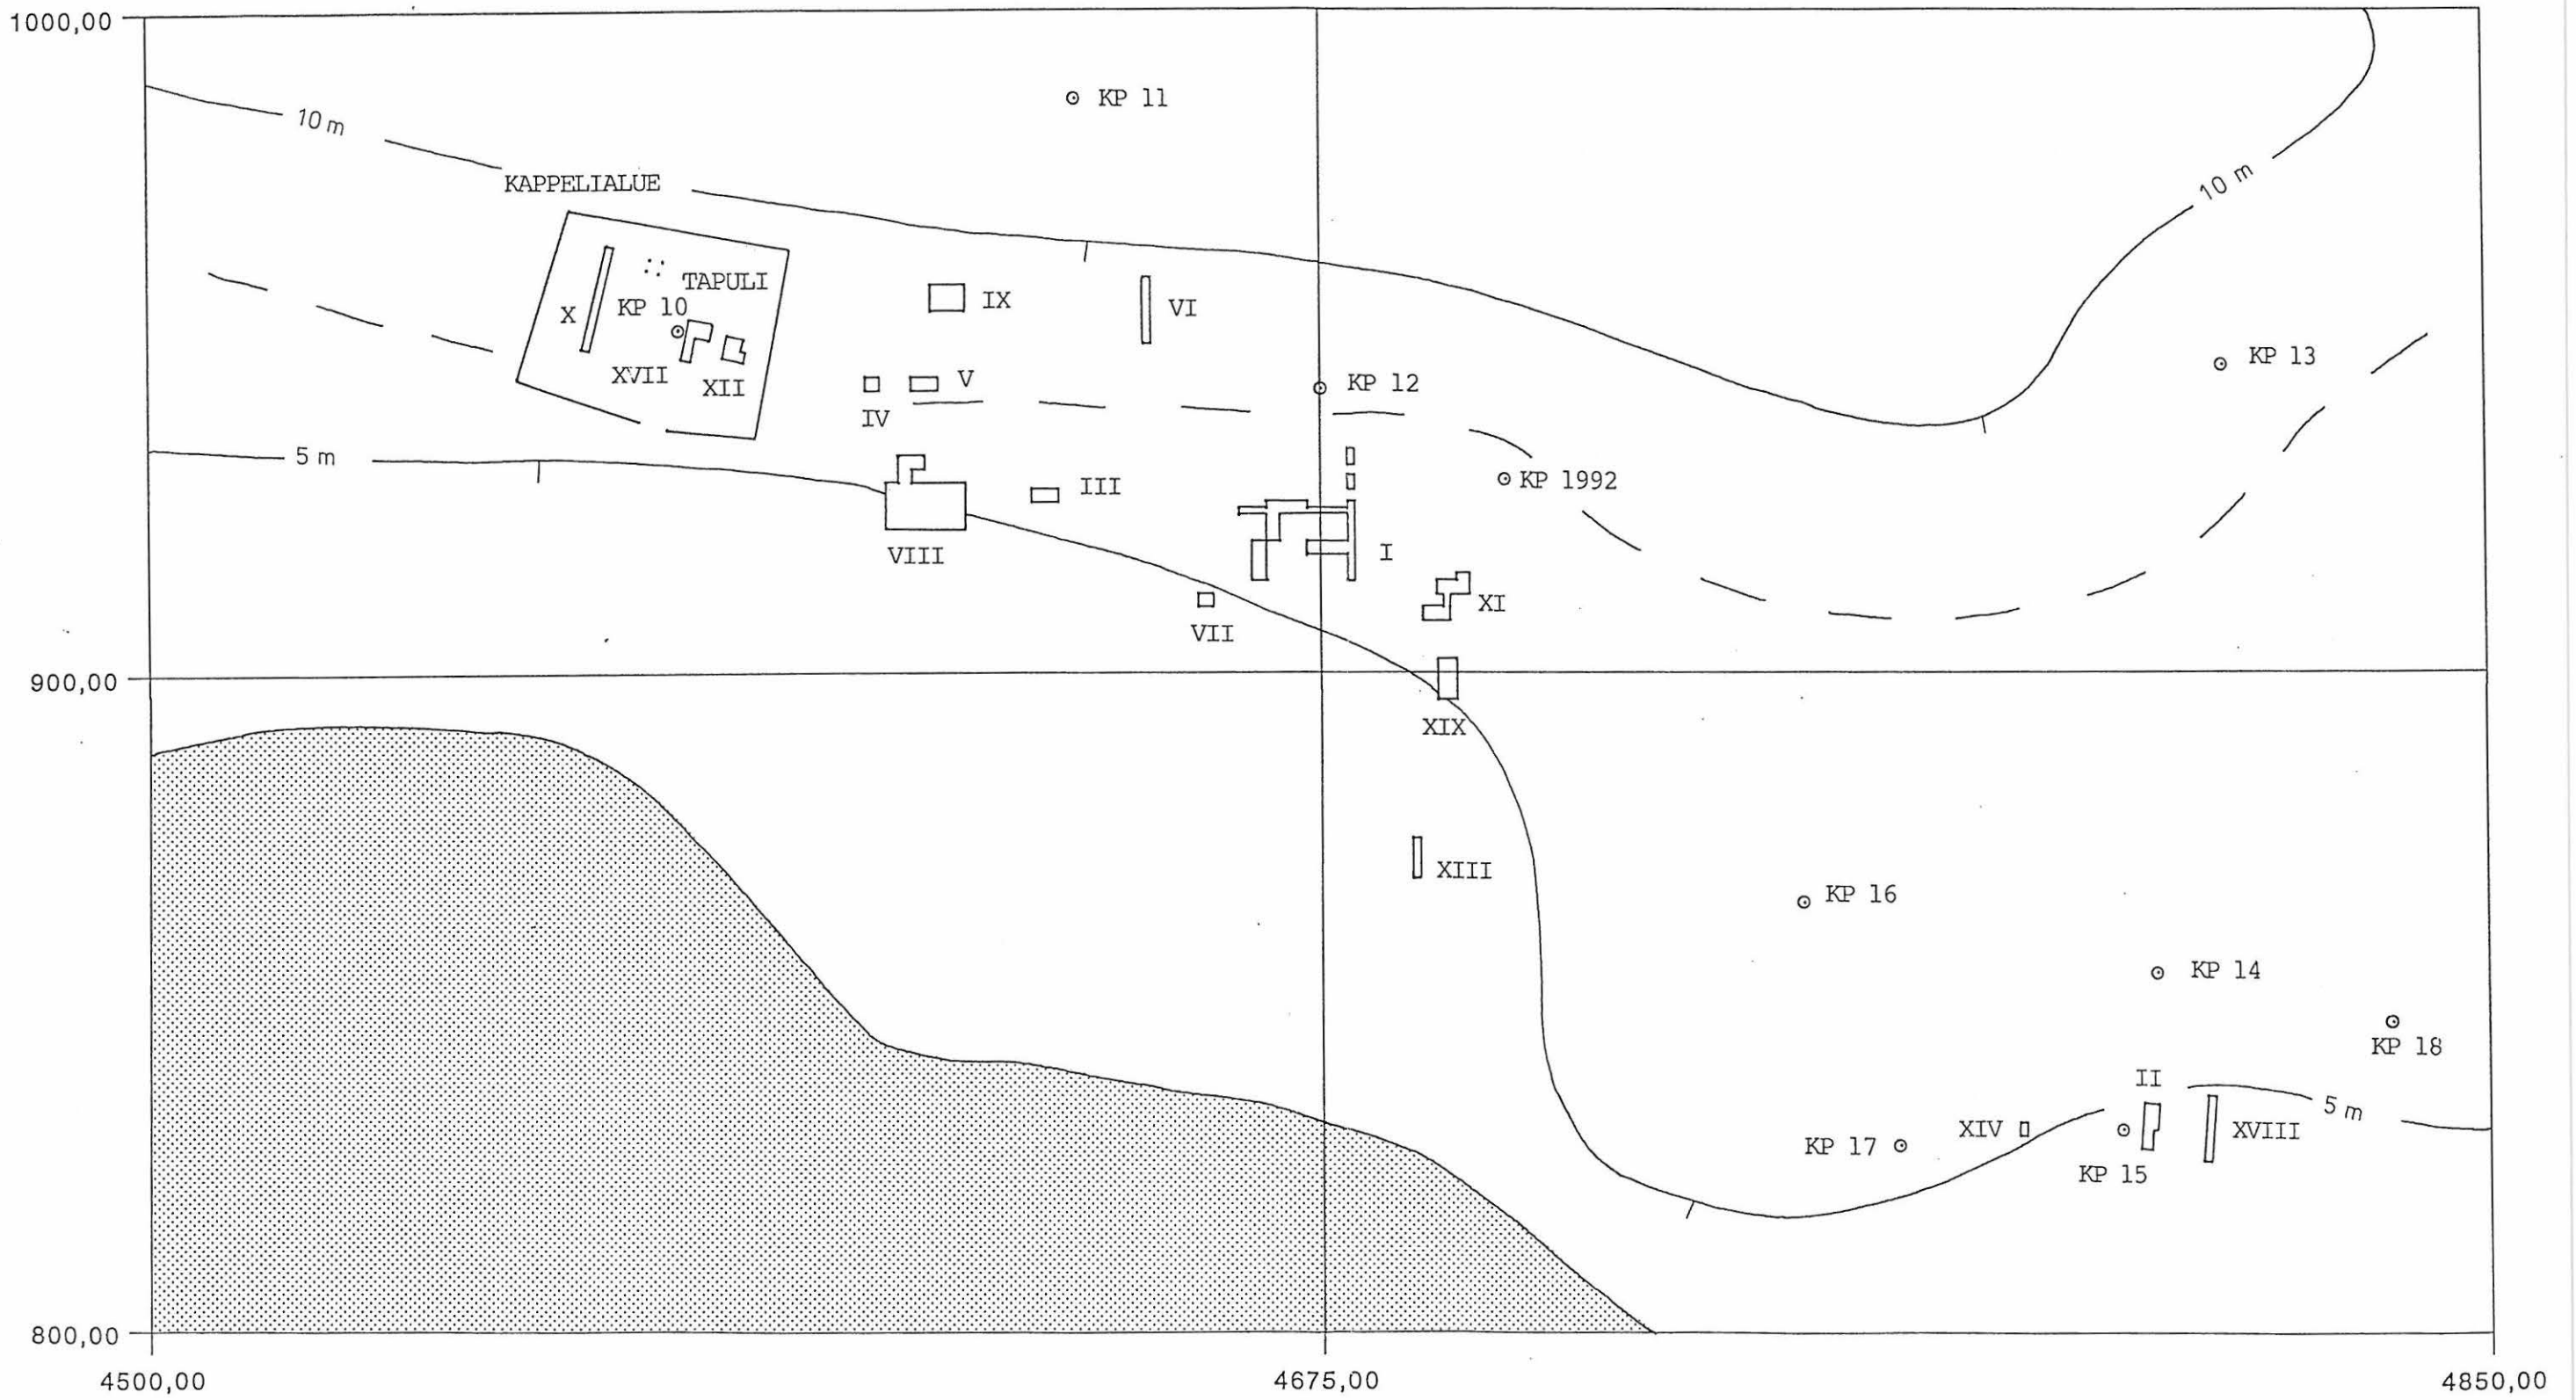 1000,00
KP 11
10 m
10 m
KAPPELIALUE
TAPULI
X
KP 10
IX
VI
XVII
XII
V
IV
KP 12
KP 13
5 m
III
KP 1992
VIII
I
XI
VII
900,00
XIX
XIII
KP 16
KP 14
KP 18
II
5 m
KP 17
XIV
XVIII
KP 15
800,00
4500,00
4675,00
4850,00